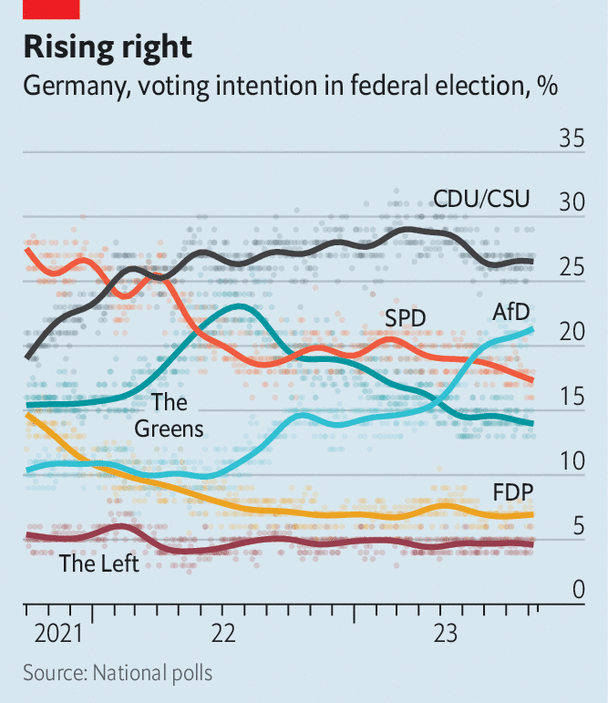 Rising right
Germany, voting intention in federal election, %
35
CDU/CSU
30
25
AfD
SPD
20
The
Greens
15
10
FDP
5
The Left
0
2021
22
23
Source: National polls